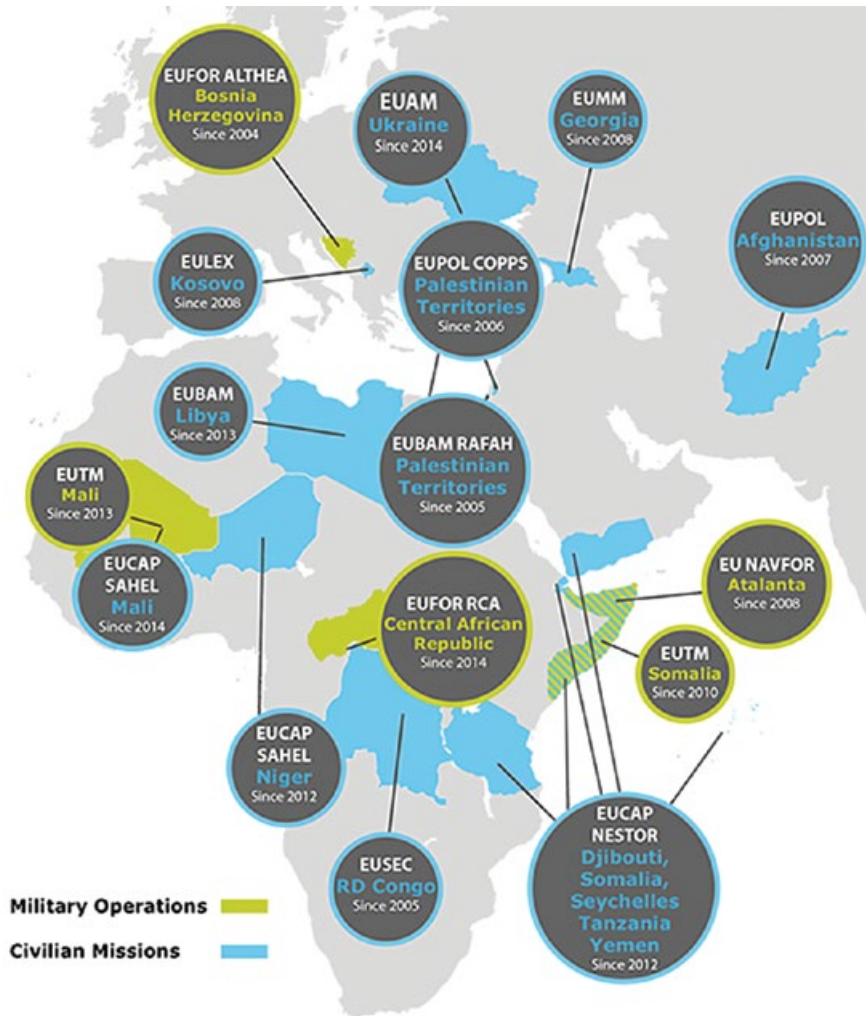 EUFOR ALTHEA
Bosnia
Herzegovina
Since 2004
EUAM
Ukraine
Since 2014
EUMM
Georgia
Since 2008
EULEX
Kosovo
Since 2008
EUPOL COPPS
Palestinian
Territories
Since 2006
EUPOL
Afghanistan
Since 2007
EUBAM
Libya
Since 2013
EUBAM RAFAH
Palestinian
Territories
Since 2005
EUTM
Mali
Since 2013
EUCAP
SAHEL
Mali
Since 2014
EUFOR RCA
Central African
Republic
Since 2014
EU NAVFOR
Atalanta
Since 2008
EUTM
Somalia
Since 2010
EUCAP
SAHEL
Niger
Since 2012
EUSEC
RD Congo
Since 2005
EUCAP
NESTOR
Djibouti,
Somalia,
Seychelles
Tanzania
Yemen
Since 2012
Military Operations
Civilian Missions